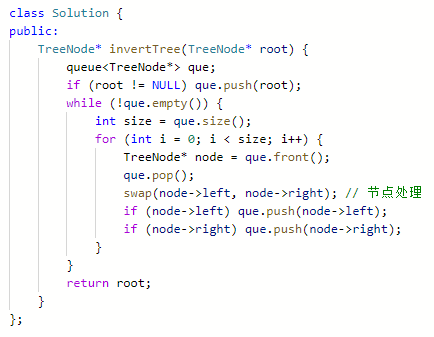 class Solution {
public:
    TreeNode* invertTree(TreeNode* root) {
        queue<TreeNode*> que;
        if (root != NULL) que.push(root);
        while (!que.empty()) {
            int size = que.size();
            for (int i = 0; i < size; i++) {
                TreeNode* node = que.front();
                que.pop();
                swap(node->left, node->right); // 节点处理
                if (node->left) que.push(node->left);
                if (node->right) que.push(node->right);
            }
        }
        return root;
    }
};